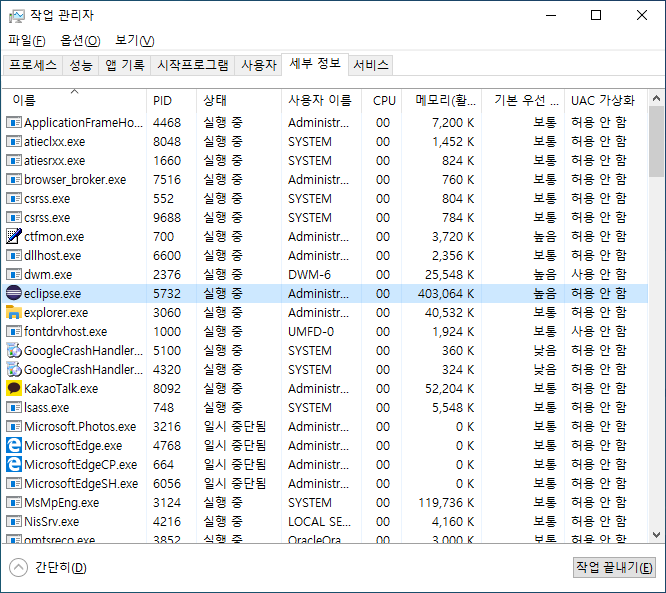 작업 관리자
파일(F) 옵션(O) 보기(V)
프로세스 성능 앱 기록 시작프로그램 사용자 세부 정보 서비스
이름 PID 상태 사용자 이름 CPU 메모리(활... 기본 우선 ... UAC 가상화
ApplicationFrameHo... 4468 실행 중 Administr... 00 7,200 K 보통 허용 안 함
atieclxx.exe 8048 실행 중 SYSTEM 00 1,452 K 보통 허용 안 함
atiesrxx.exe 1660 실행 중 SYSTEM 00 824 K 보통 허용 안 함
browser_broker.exe 7516 실행 중 Administr... 00 760 K 보통 허용 안 함
csrss.exe 552 실행 중 SYSTEM 00 804 K 보통 허용 안 함
csrss.exe 9688 실행 중 SYSTEM 00 784 K 보통 허용 안 함
ctfmon.exe 700 실행 중 Administr... 00 3,720 K 높음 허용 안 함
dllhost.exe 6600 실행 중 Administr... 00 2,356 K 보통 허용 안 함
dwm.exe 2376 실행 중 DWM-6 00 25,548 K 높음 사용 안 함
eclipse.exe 5732 실행 중 Administr... 00 403,064 K 높음 허용 안 함
explorer.exe 3060 실행 중 Administr... 00 40,532 K 보통 허용 안 함
fontdrvhost.exe 1000 실행 중 UMFD-0 00 1,924 K 보통 사용 안 함
GoogleCrashHandler... 5100 실행 중 SYSTEM 00 360 K 낮음 허용 안 함
GoogleCrashHandler... 4320 실행 중 SYSTEM 00 324 K 낮음 허용 안 함
KakaoTalk.exe 8092 실행 중 Administr... 00 52,204 K 보통 허용 안 함
lsass.exe 748 실행 중 SYSTEM 00 5,548 K 보통 허용 안 함
Microsoft.Photos.exe 3216 일시 중단됨 Administr... 00 0 K 보통 허용 안 함
MicrosoftEdge.exe 4768 일시 중단됨 Administr... 00 0 K 보통 허용 안 함
MicrosoftEdgeCP.exe 664 일시 중단됨 Administr... 00 0 K 보통 허용 안 함
MicrosoftEdgeSH.exe 6056 일시 중단됨 Administr... 00 0 K 보통 허용 안 함
MsMpEng.exe 3124 실행 중 SYSTEM 00 119,736 K 보통 허용 안 함
NisSrv.exe 4216 실행 중 LOCAL SE... 00 4,160 K 보통 허용 안 함
omtsreco.exe 3852 실행 중 OracleOra... 00 3,000 K 보통 허용 안 함
간단히(D) 작업 끝내기(E)